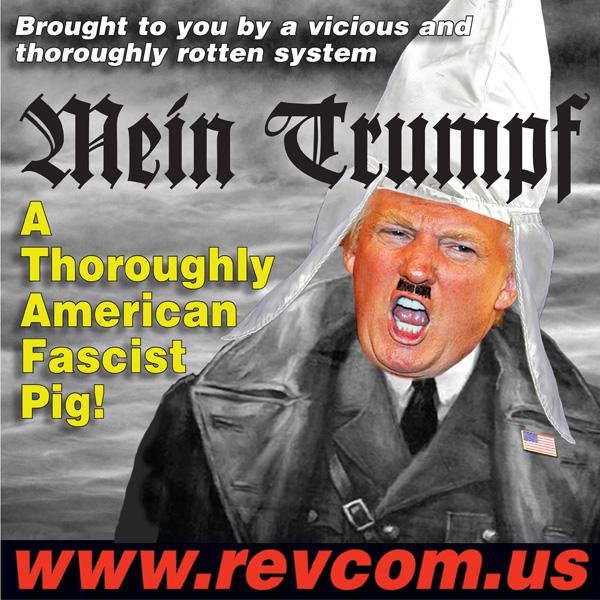 Brought to you by a vicious and
thoroughly rotten system
Mein Trumpf
A
Thoroughly
American
Fascist
Pig!
www.revcom.us